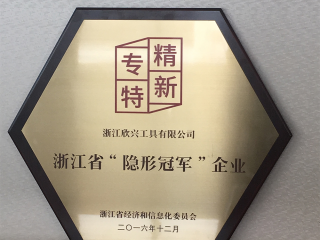 专精
特新
浙江欣兴工具有限公司
浙江省“隐形冠军”企业
浙江省经济和信息化委员会
二〇一六年十二月